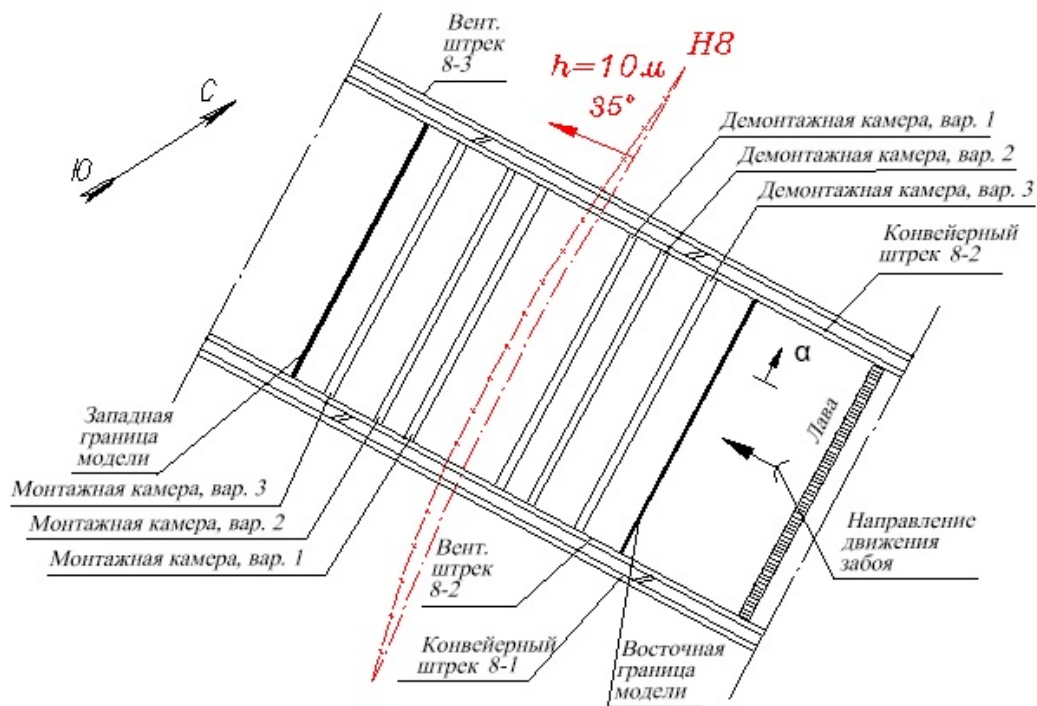 Вент.
штрек
8-3
Н8
h=10м
35°
С
Ю
Демонтажная камера, вар. 1
Демонтажная камера, вар. 2
Демонтажная камера, вар. 3
Конвейерный
штрек 8-2
α
Лава
Западная
граница
модели
Монтажная камера, вар. 3
Монтажная камера, вар. 2
Монтажная камера, вар. 1
Вент.
штрек
8-2
Направление
движения
забоя
Конвейерный
штрек 8-1
Восточная
граница
модели